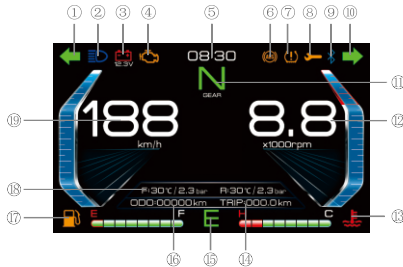 ① ② ③ ④ ⑤ ⑥ ⑦ ⑧ ⑨ ⑩
08:30
12.3V
N
GEAR
⑪
⑲ 188 8.8 ⑫
km/h x1000rpm
⑱ F:30℃/2.3bar R:30℃/2.3bar
ODO:00000km TRIP:000.0km
⑰ E F E H C ⑬
⑯ ⑮ ⑭